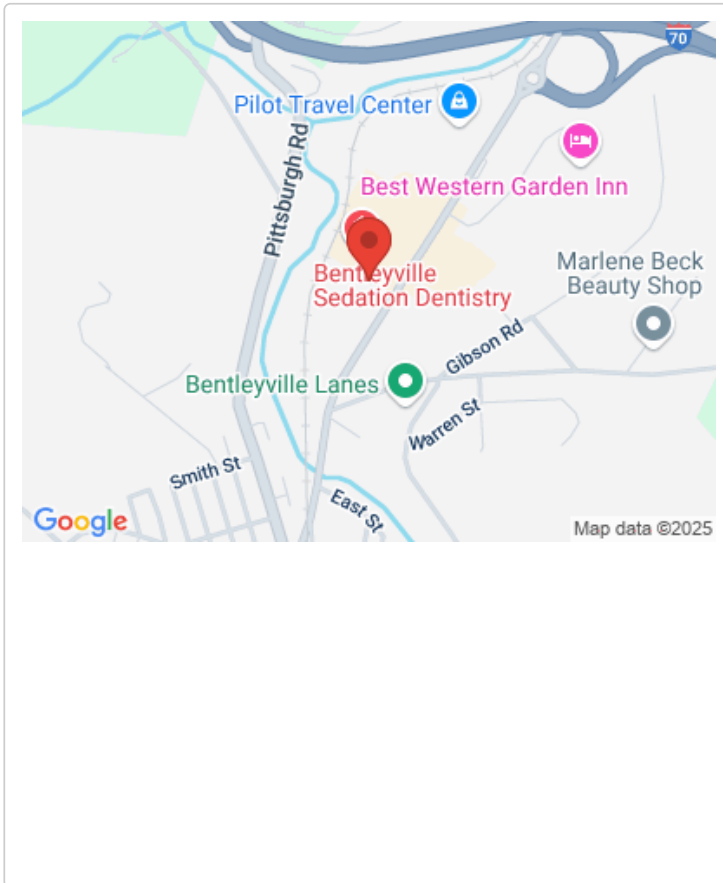 70
Pilot Travel Center
Pittsburgh Rd
Best Western Garden Inn
Bentleyville
Sedation Dentistry
Marlene Beck
Beauty Shop
Gibson Rd
Bentleyville Lanes
Warren St
Smith St
East St
Google
Map data ©2025